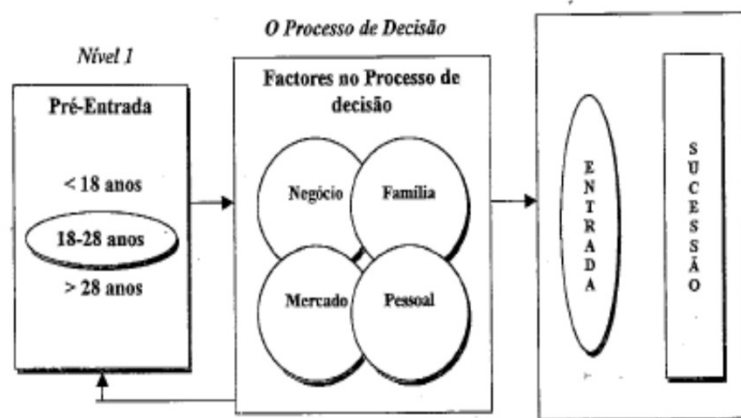 O Processo de Decisão
Nível 1
Factores no Processo de
decisão
Pré-Entrada
< 18 anos
18-28 anos
> 28 anos
Negócio
Família
Mercado
Pessoal
ENTRADA
SUCESSÃO